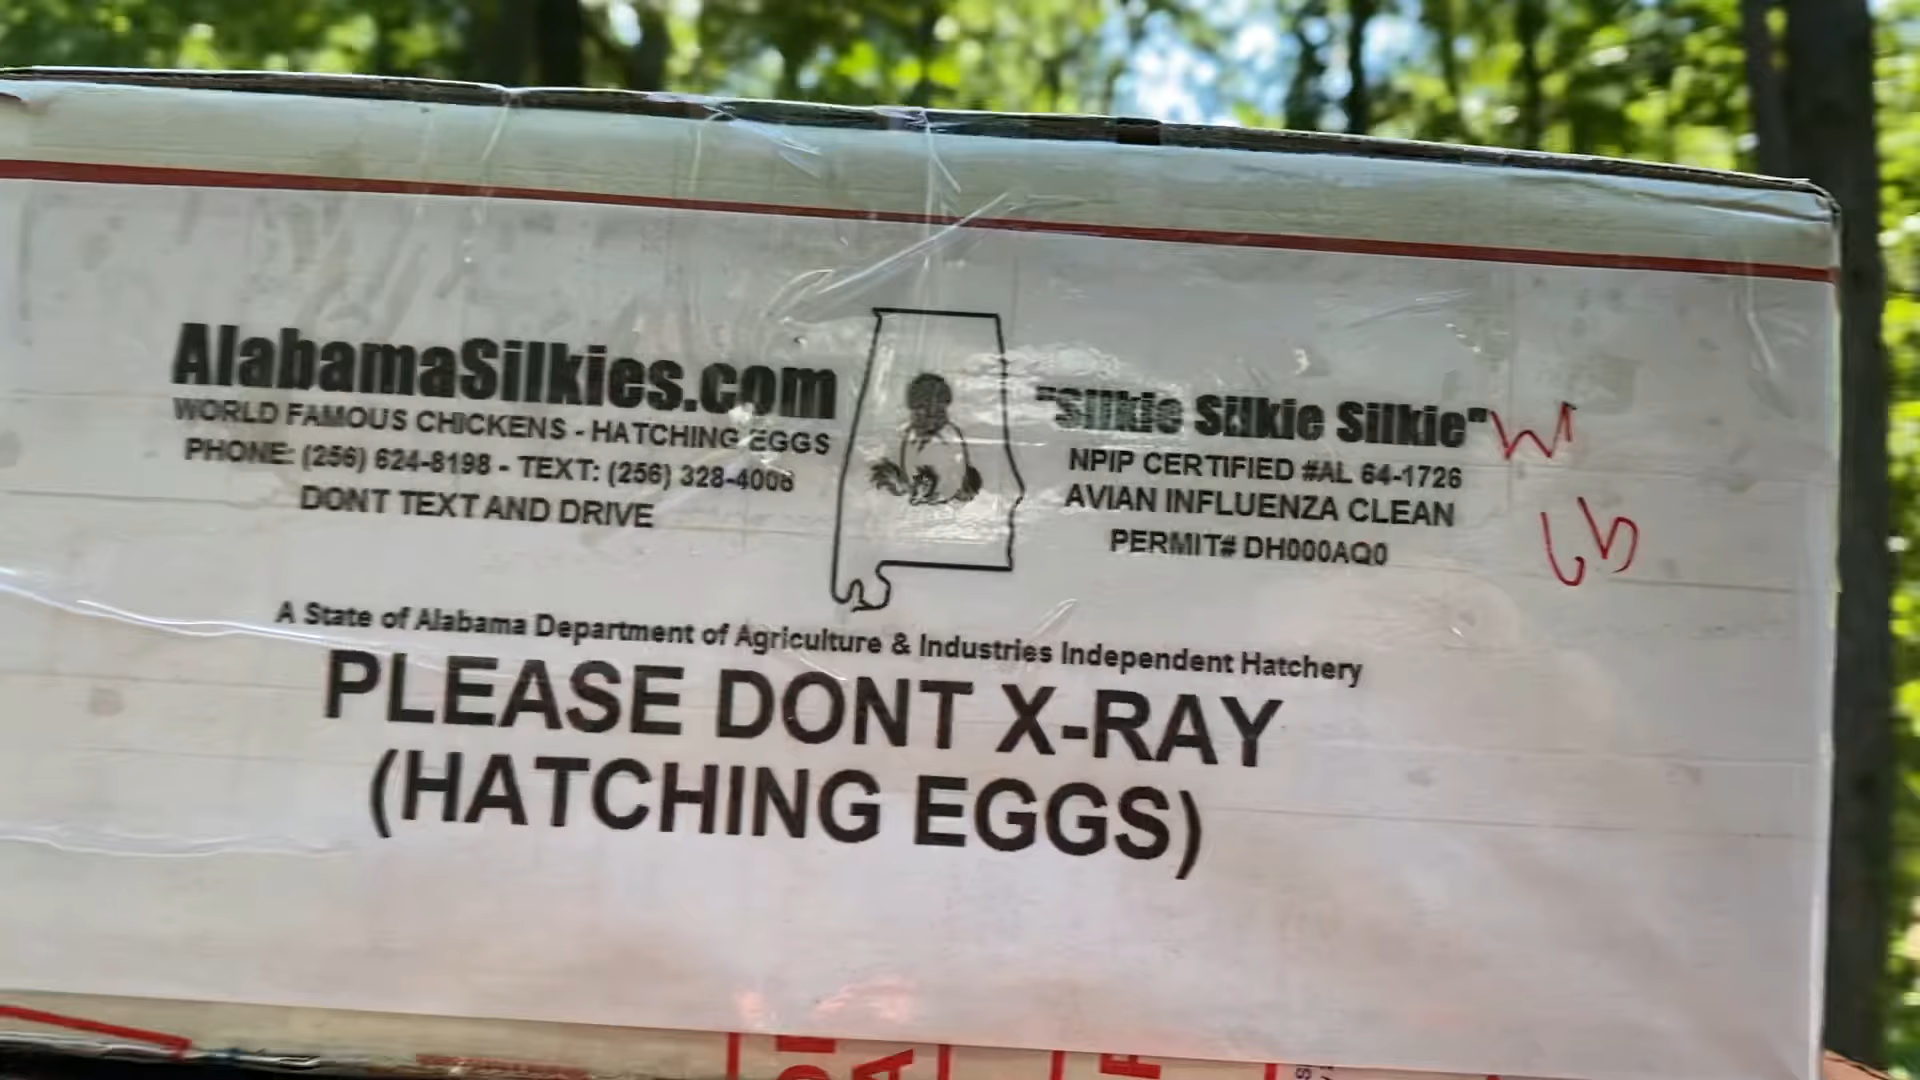 AlabamaSilkies.com
WORLD FAMOUS CHICKENS - HATCHING EGGS
PHONE: (256) 624-8198 - TEXT: (256) 328-4006
DONT TEXT AND DRIVE
"Silkie Silkie Silkie"
NPIP CERTIFIED #AL 64-1726
AVIAN INFLUENZA CLEAN
PERMIT# DH000AQ0
A State of Alabama Department of Agriculture & Industries Independent Hatchery
PLEASE DONT X-RAY
(HATCHING EGGS)